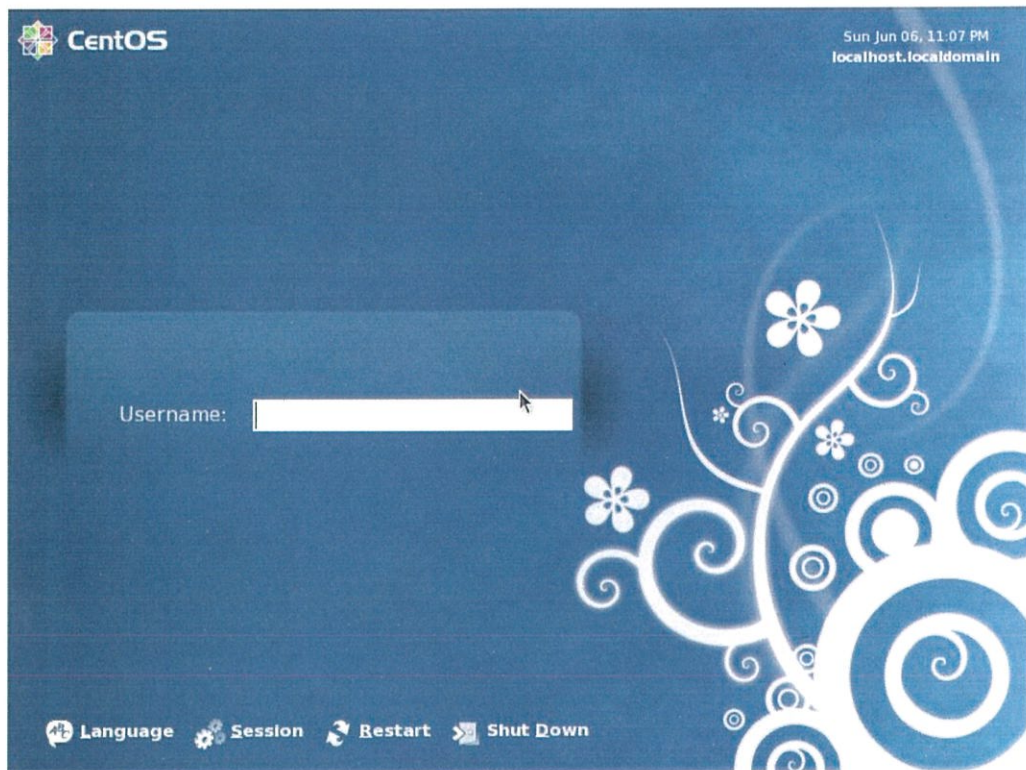 CentOS
Sun Jun 06, 11:07 PM
localhost.localdomain
Username:
Language Session Restart Shut Down